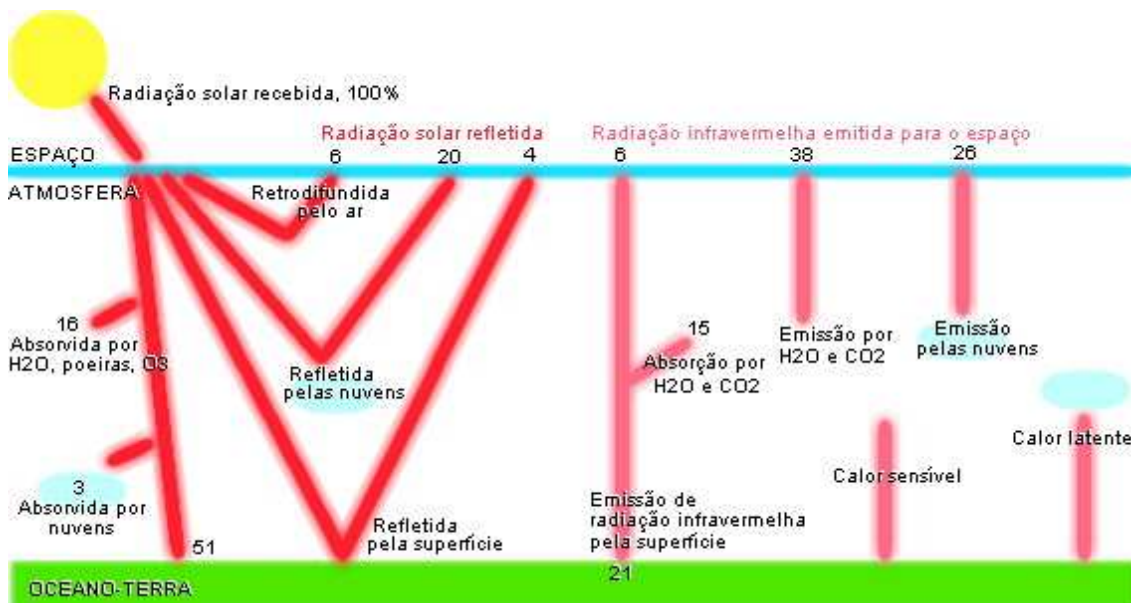 Radiação solar recebida, 100%
Radiação solar refletida
Radiação infravermelha emitida para o espaço
ESPAÇO
6
20
4
6
38
26
ATMOSFERA
Retrodifundida
pelo ar
16
Absorvida por
H2O, poeiras, O3
Refletida
pelas nuvens
15
Absorção por
H2O e CO2
Emissão por
H2O e CO2
Emissão
pelas nuvens
3
Absorvida por
nuvens
51
Refletida
pela superfície
Emissão de
radiação infravermelha
pela superfície
21
Calor sensível
Calor latente
OCEANO-TERRA